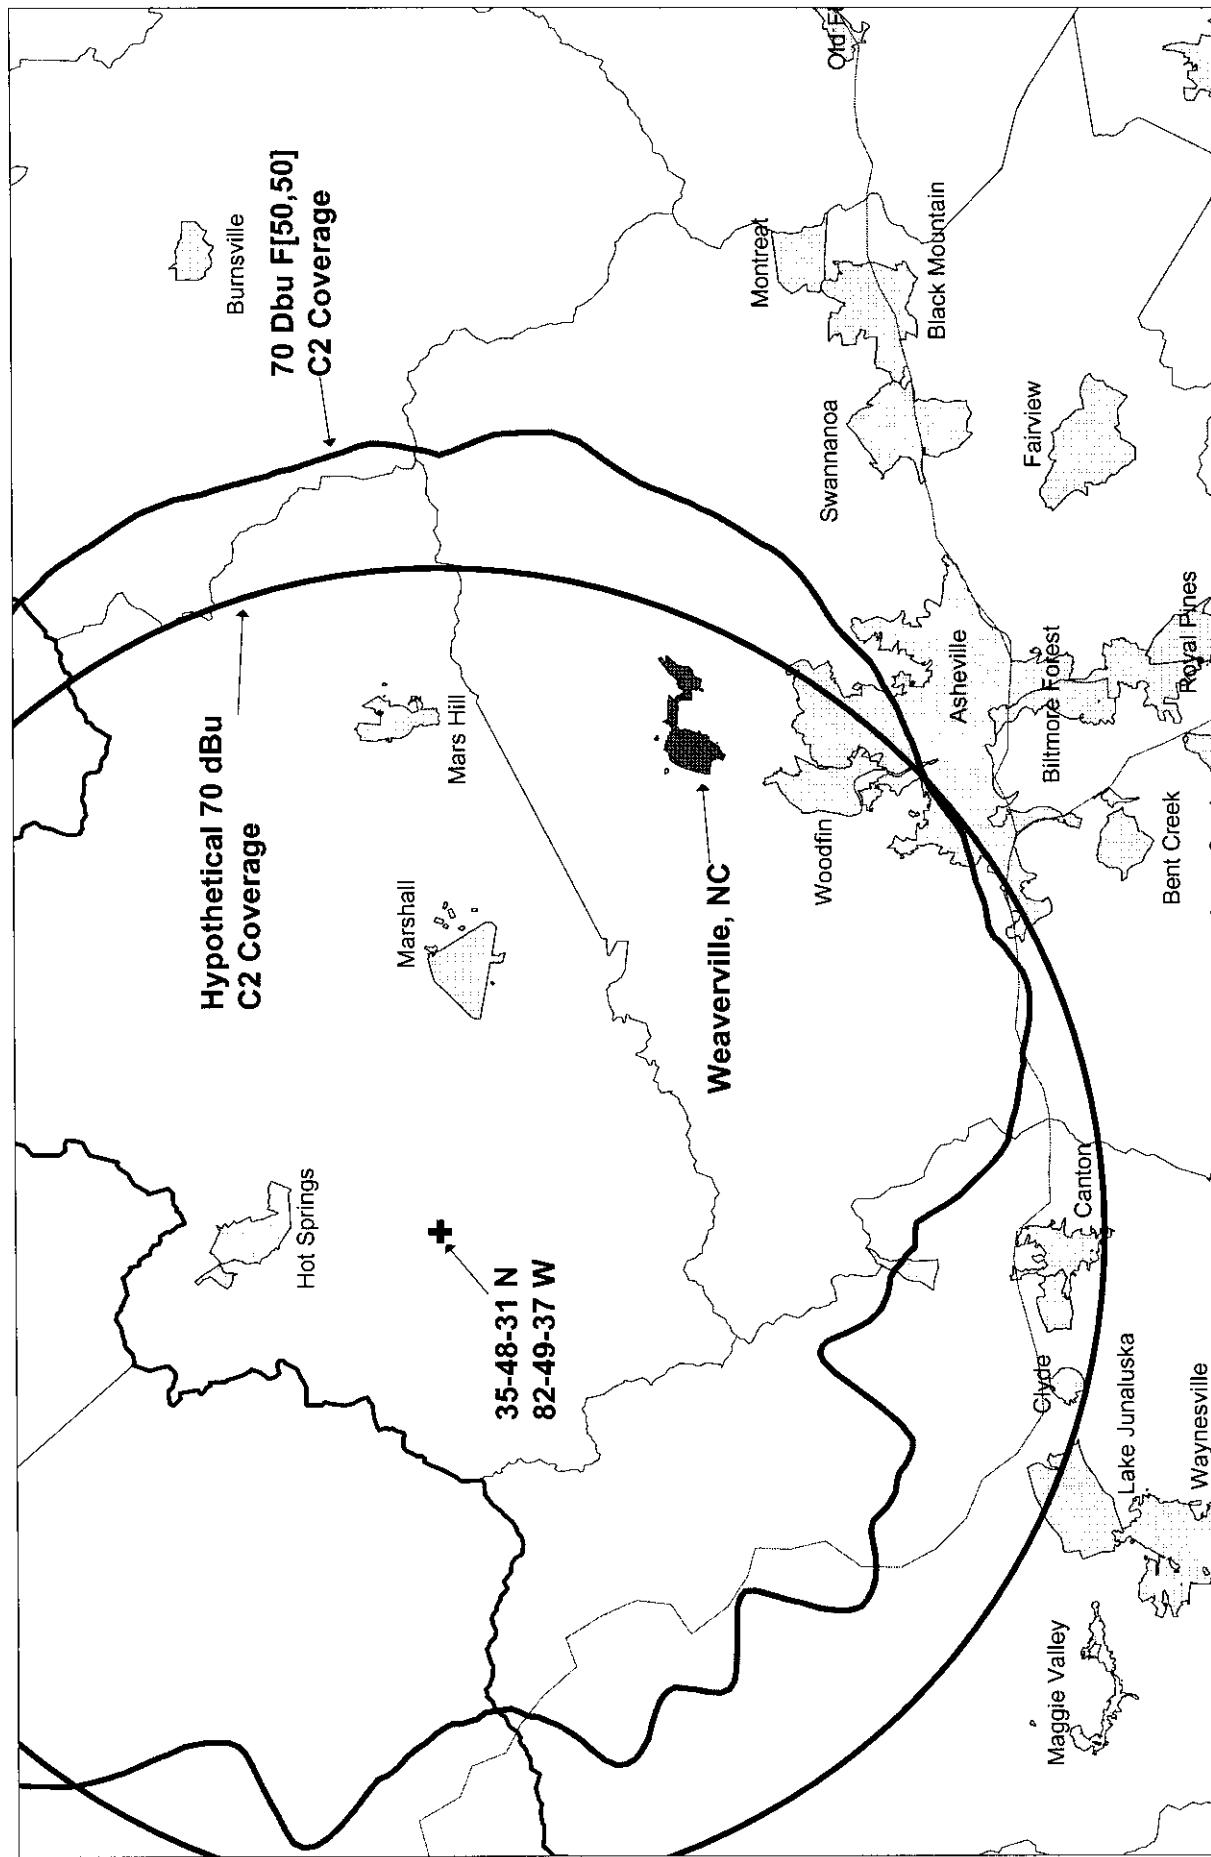 Burnsville
70 Dbu F[50,50]
C2 Coverage
Hypothetical 70 dBu
C2 Coverage
Mars Hill
Marshall
Hot Springs
35-48-31 N
82-49-37 W
Weaverville, NC
Woodfin
Asheville
Biltmore Forest
Royal Pines
Bent Creek
Montreat
Black Mountain
Swannanoa
Fairview
Canton
Clyde
Lake Junaluska
Waynesville
Maggie Valley